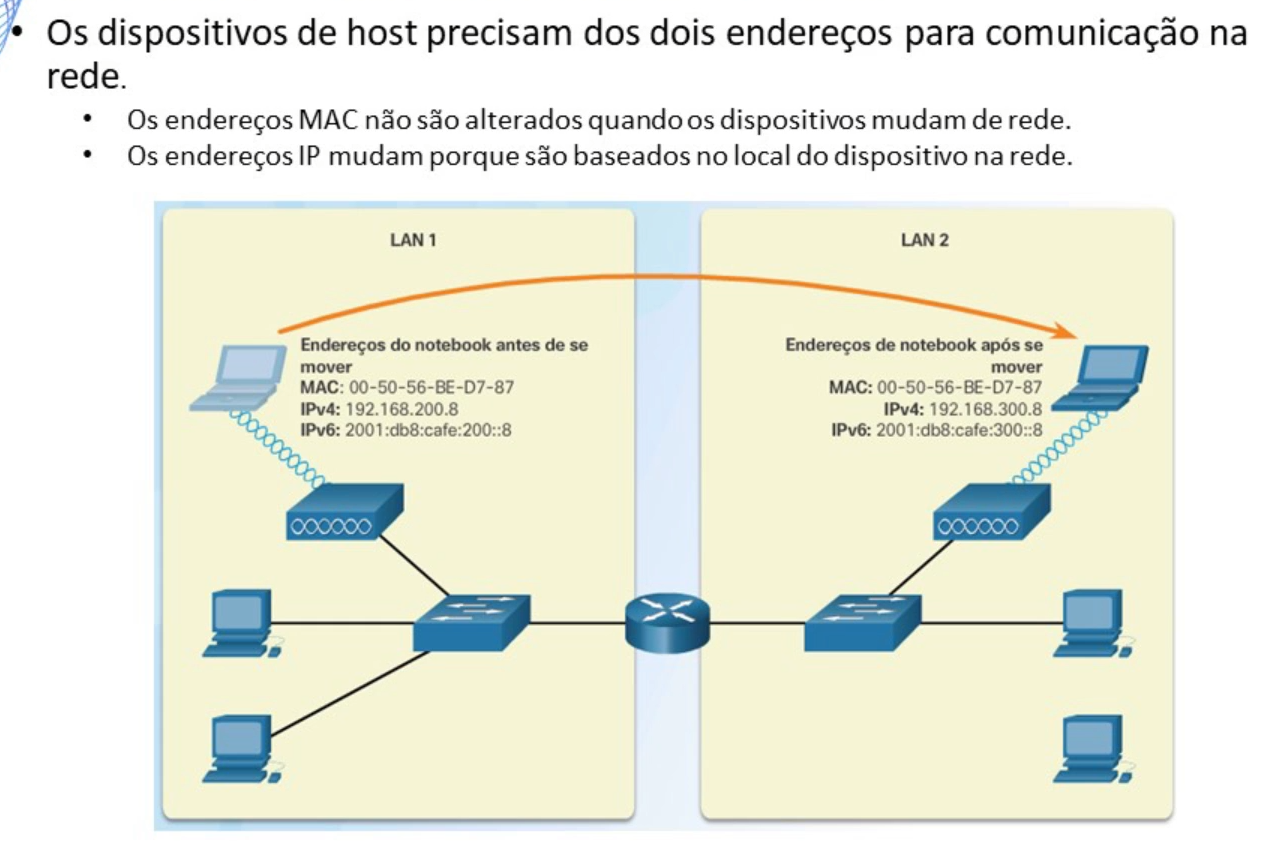 • Os dispositivos de host precisam dos dois endereços para comunicação na
rede.
• Os endereços MAC não são alterados quando os dispositivos mudam de rede.
• Os endereços IP mudam porque são baseados no local do dispositivo na rede.
LAN 1
Endereços do notebook antes de se
mover
MAC: 00-50-56-BE-D7-87
IPv4: 192.168.200.8
IPv6: 2001:db8:cafe:200::8
LAN 2
Endereços de notebook após se
mover
MAC: 00-50-56-BE-D7-87
IPv4: 192.168.300.8
IPv6: 2001:db8:cafe:300::8